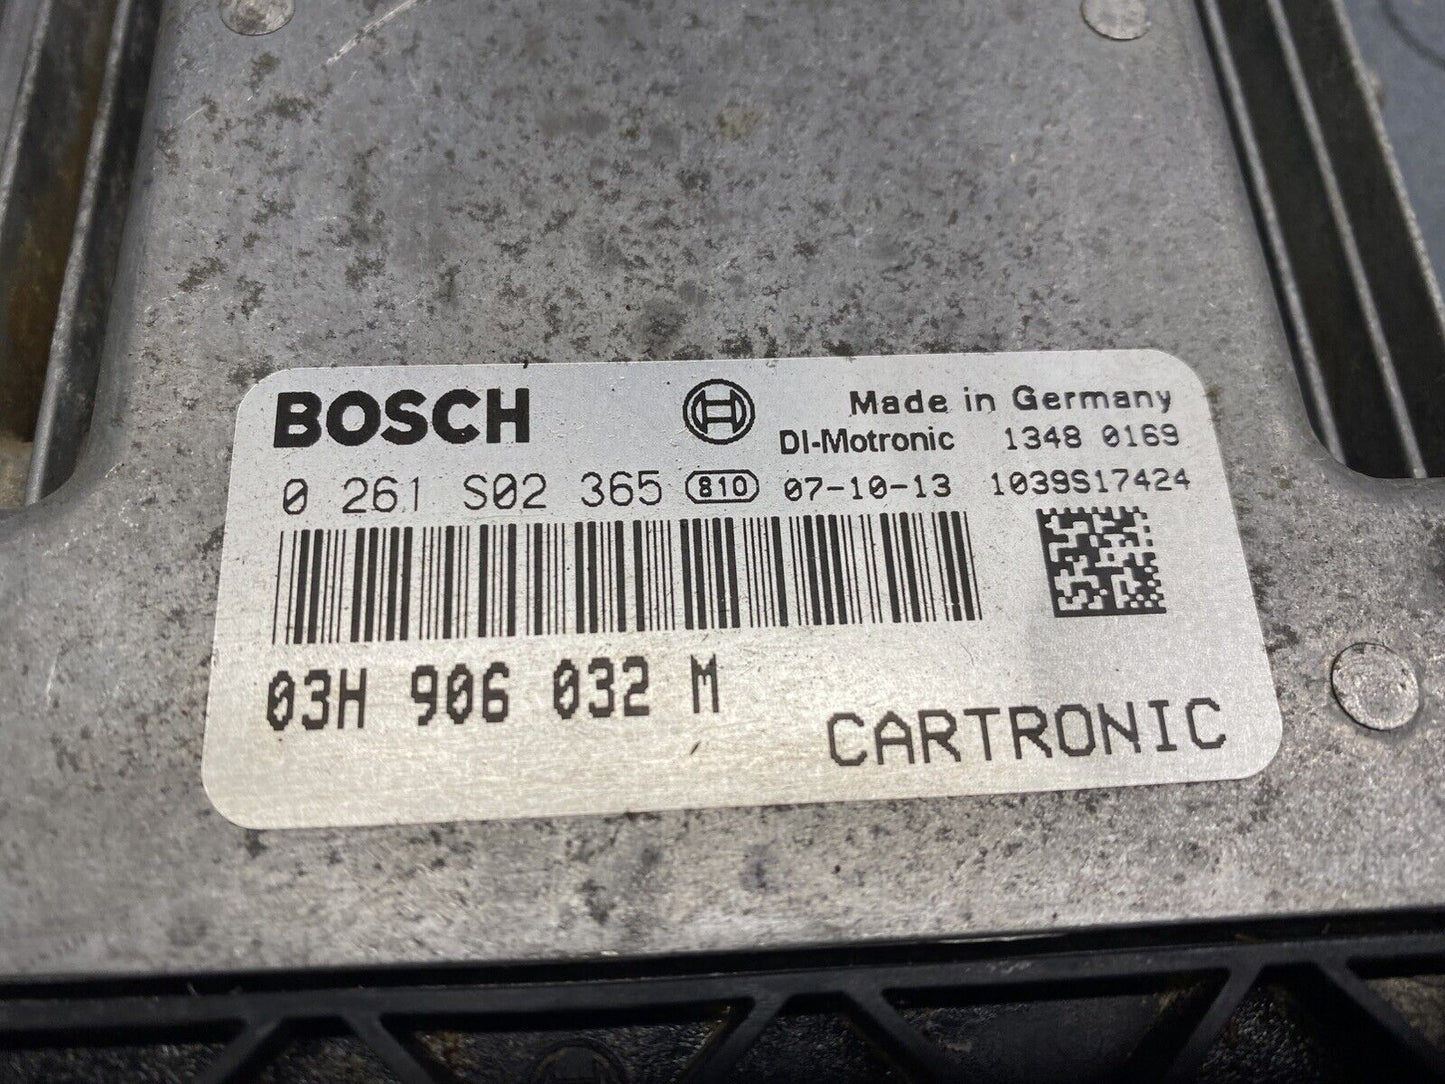 BOSCH
Made in Germany
DI-Motronic 1348 0169
0 261 S02 365 810 07-10-13 1039S17424
03H 906 032 M
CARTRONIC